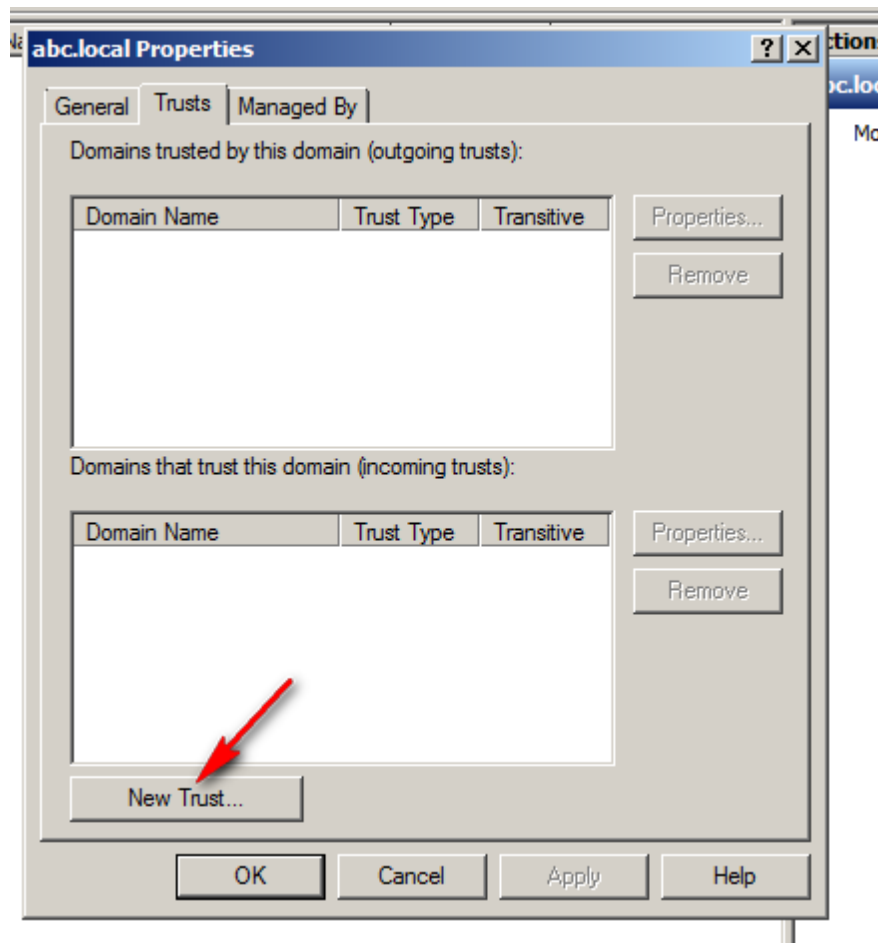 abc.local Properties
General Trusts Managed By
Domains trusted by this domain (outgoing trusts):
Domain Name Trust Type Transitive
Properties...
Remove
Domains that trust this domain (incoming trusts):
Domain Name Trust Type Transitive
Properties...
Remove
New Trust...
OK Cancel Apply Help